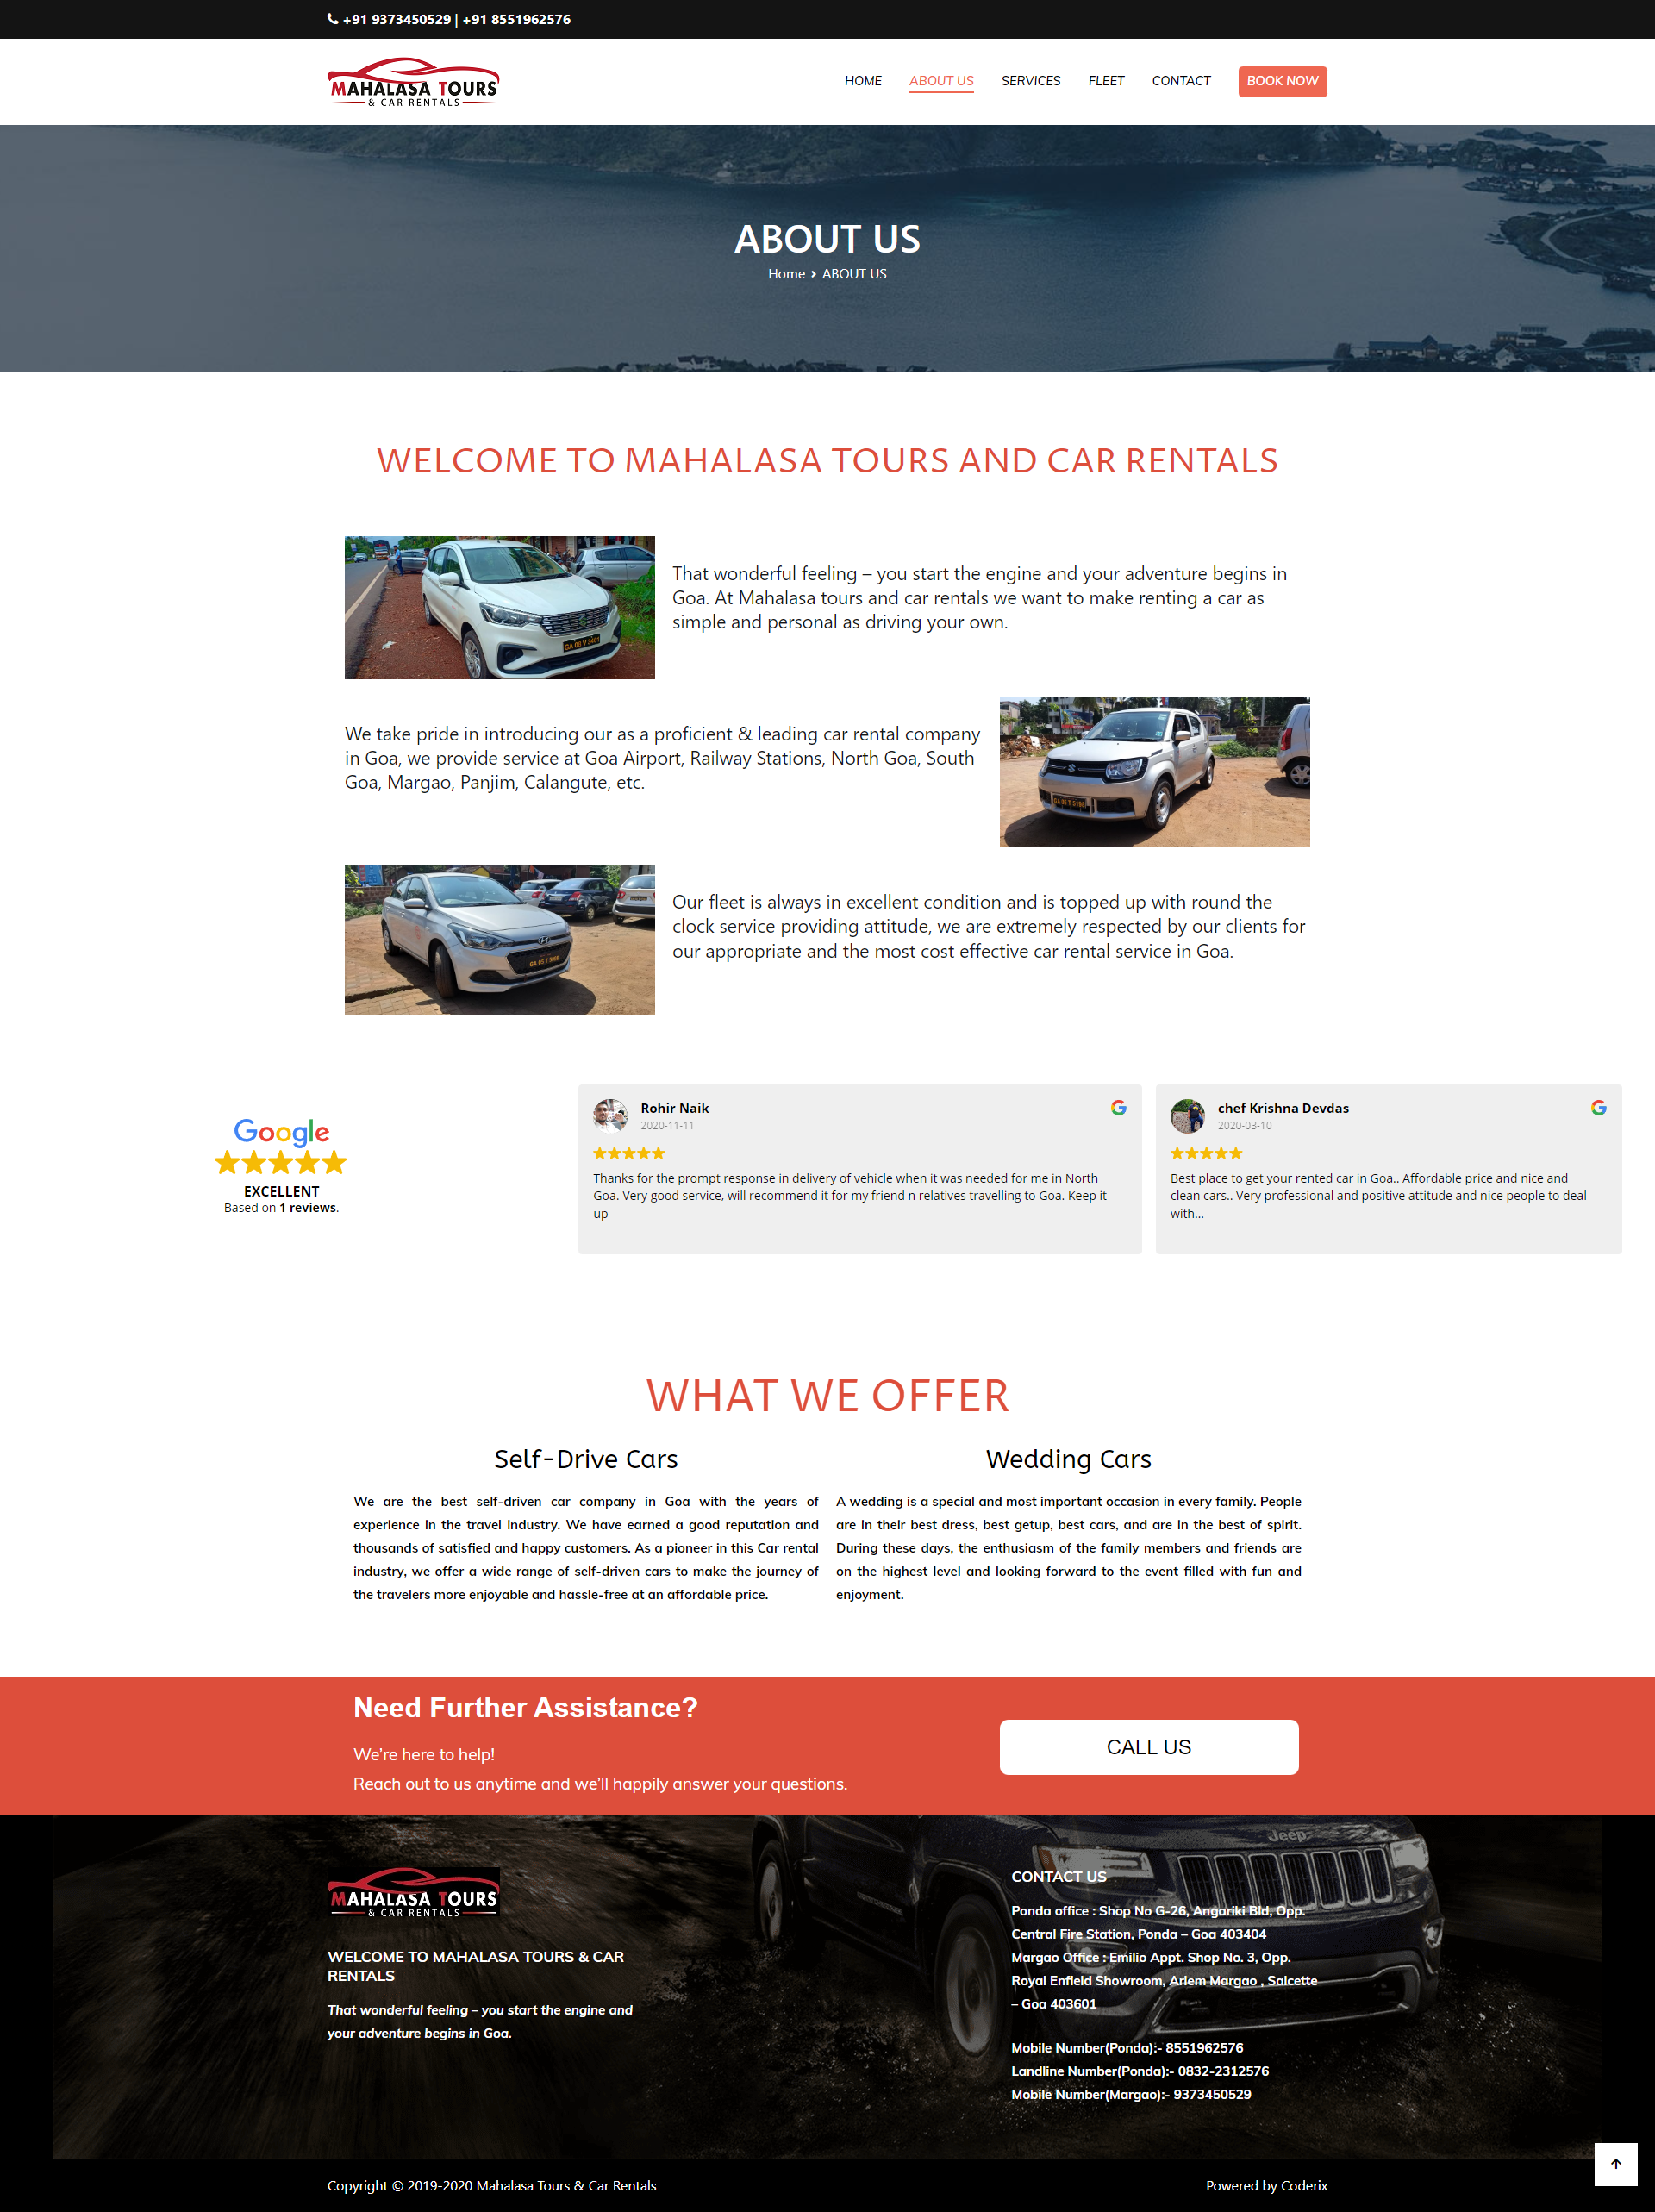 +91 9373450529 | +91 8551962576
MAHALASA TOURS
& CAR RENTALS
HOME
ABOUT US
SERVICES
FLEET
CONTACT
BOOK NOW
ABOUT US
Home › ABOUT US
WELCOME TO MAHALASA TOURS AND CAR RENTALS
That wonderful feeling – you start the engine and your adventure begins in
Goa. At Mahalasa tours and car rentals we want to make renting a car as
simple and personal as driving your own.
We take pride in introducing our as a proficient & leading car rental company
in Goa, we provide service at Goa Airport, Railway Stations, North Goa, South
Goa, Margao, Panjim, Calangute, etc.
Our fleet is always in excellent condition and is topped up with round the
clock service providing attitude, we are extremely respected by our clients for
our appropriate and the most cost effective car rental service in Goa.
Google
EXCELLENT
Based on 1 reviews.
Rohir Naik
2020-11-11
Thanks for the prompt response in delivery of vehicle when it was needed for me in North
Goa. Very good service, will recommend it for my friend n relatives travelling to Goa. Keep it
up
chef Krishna Devdas
2020-03-10
Best place to get your rented car in Goa.. Affordable price and nice and
clean cars.. Very professional and positive attitude and nice people to deal
with...
WHAT WE OFFER
Self-Drive Cars
We are the best self-driven car company in Goa with the years of
experience in the travel industry. We have earned a good reputation and
thousands of satisfied and happy customers. As a pioneer in this Car rental
industry, we offer a wide range of self-driven cars to make the journey of
the travelers more enjoyable and hassle-free at an affordable price.
Wedding Cars
A wedding is a special and most important occasion in every family. People
are in their best dress, best getup, best cars, and are in the best of spirit.
During these days, the enthusiasm of the family members and friends are
on the highest level and looking forward to the event filled with fun and
enjoyment.
Need Further Assistance?
We're here to help!
Reach out to us anytime and we'll happily answer your questions.
CALL US
MAHALASA TOURS
& CAR RENTALS
WELCOME TO MAHALASA TOURS & CAR
RENTALS
That wonderful feeling – you start the engine and
your adventure begins in Goa.
Jeep
CONTACT US
Ponda office : Shop No G-26, Angariki Bld, Opp.
Central Fire Station, Ponda – Goa 403404
Margao Office : Emilio Appt. Shop No. 3, Opp.
Royal Enfield Showroom, Arlem Margao , Salcette
– Goa 403601
Mobile Number(Ponda):- 8551962576
Landline Number(Ponda):- 0832-2312576
Mobile Number(Margao):- 9373450529
Copyright © 2019-2020 Mahalasa Tours & Car Rentals
Powered by Coderix